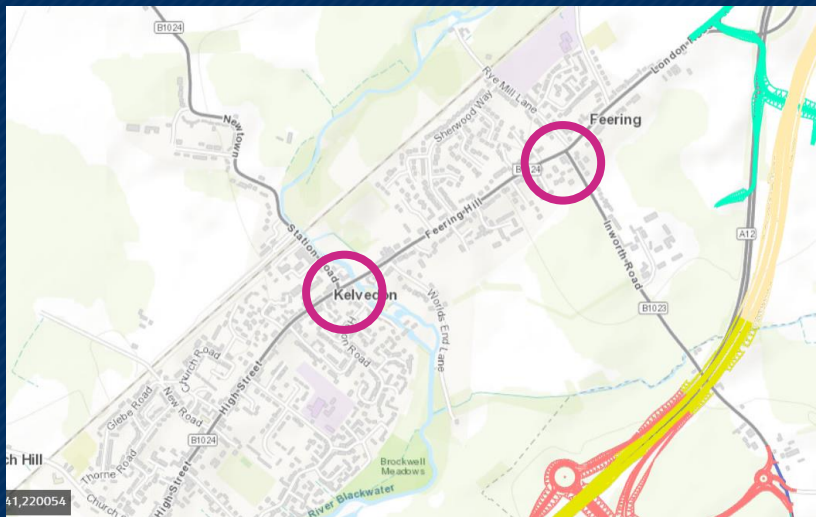 B1024
London
Rye Mill Lane
Feering
Newtown
Sherwood Way
B1024
Feering-Hill
A12
Station-Road
Inworth-Road
Kelvedon
Worlds End Lane
B1023
Road
Church Road
High-Street
Glebe Road
New Road
B1024
Thorne Road
ch Hill
Church
High-Street
Brockwell
Meadows
River Blackwater
41,220054